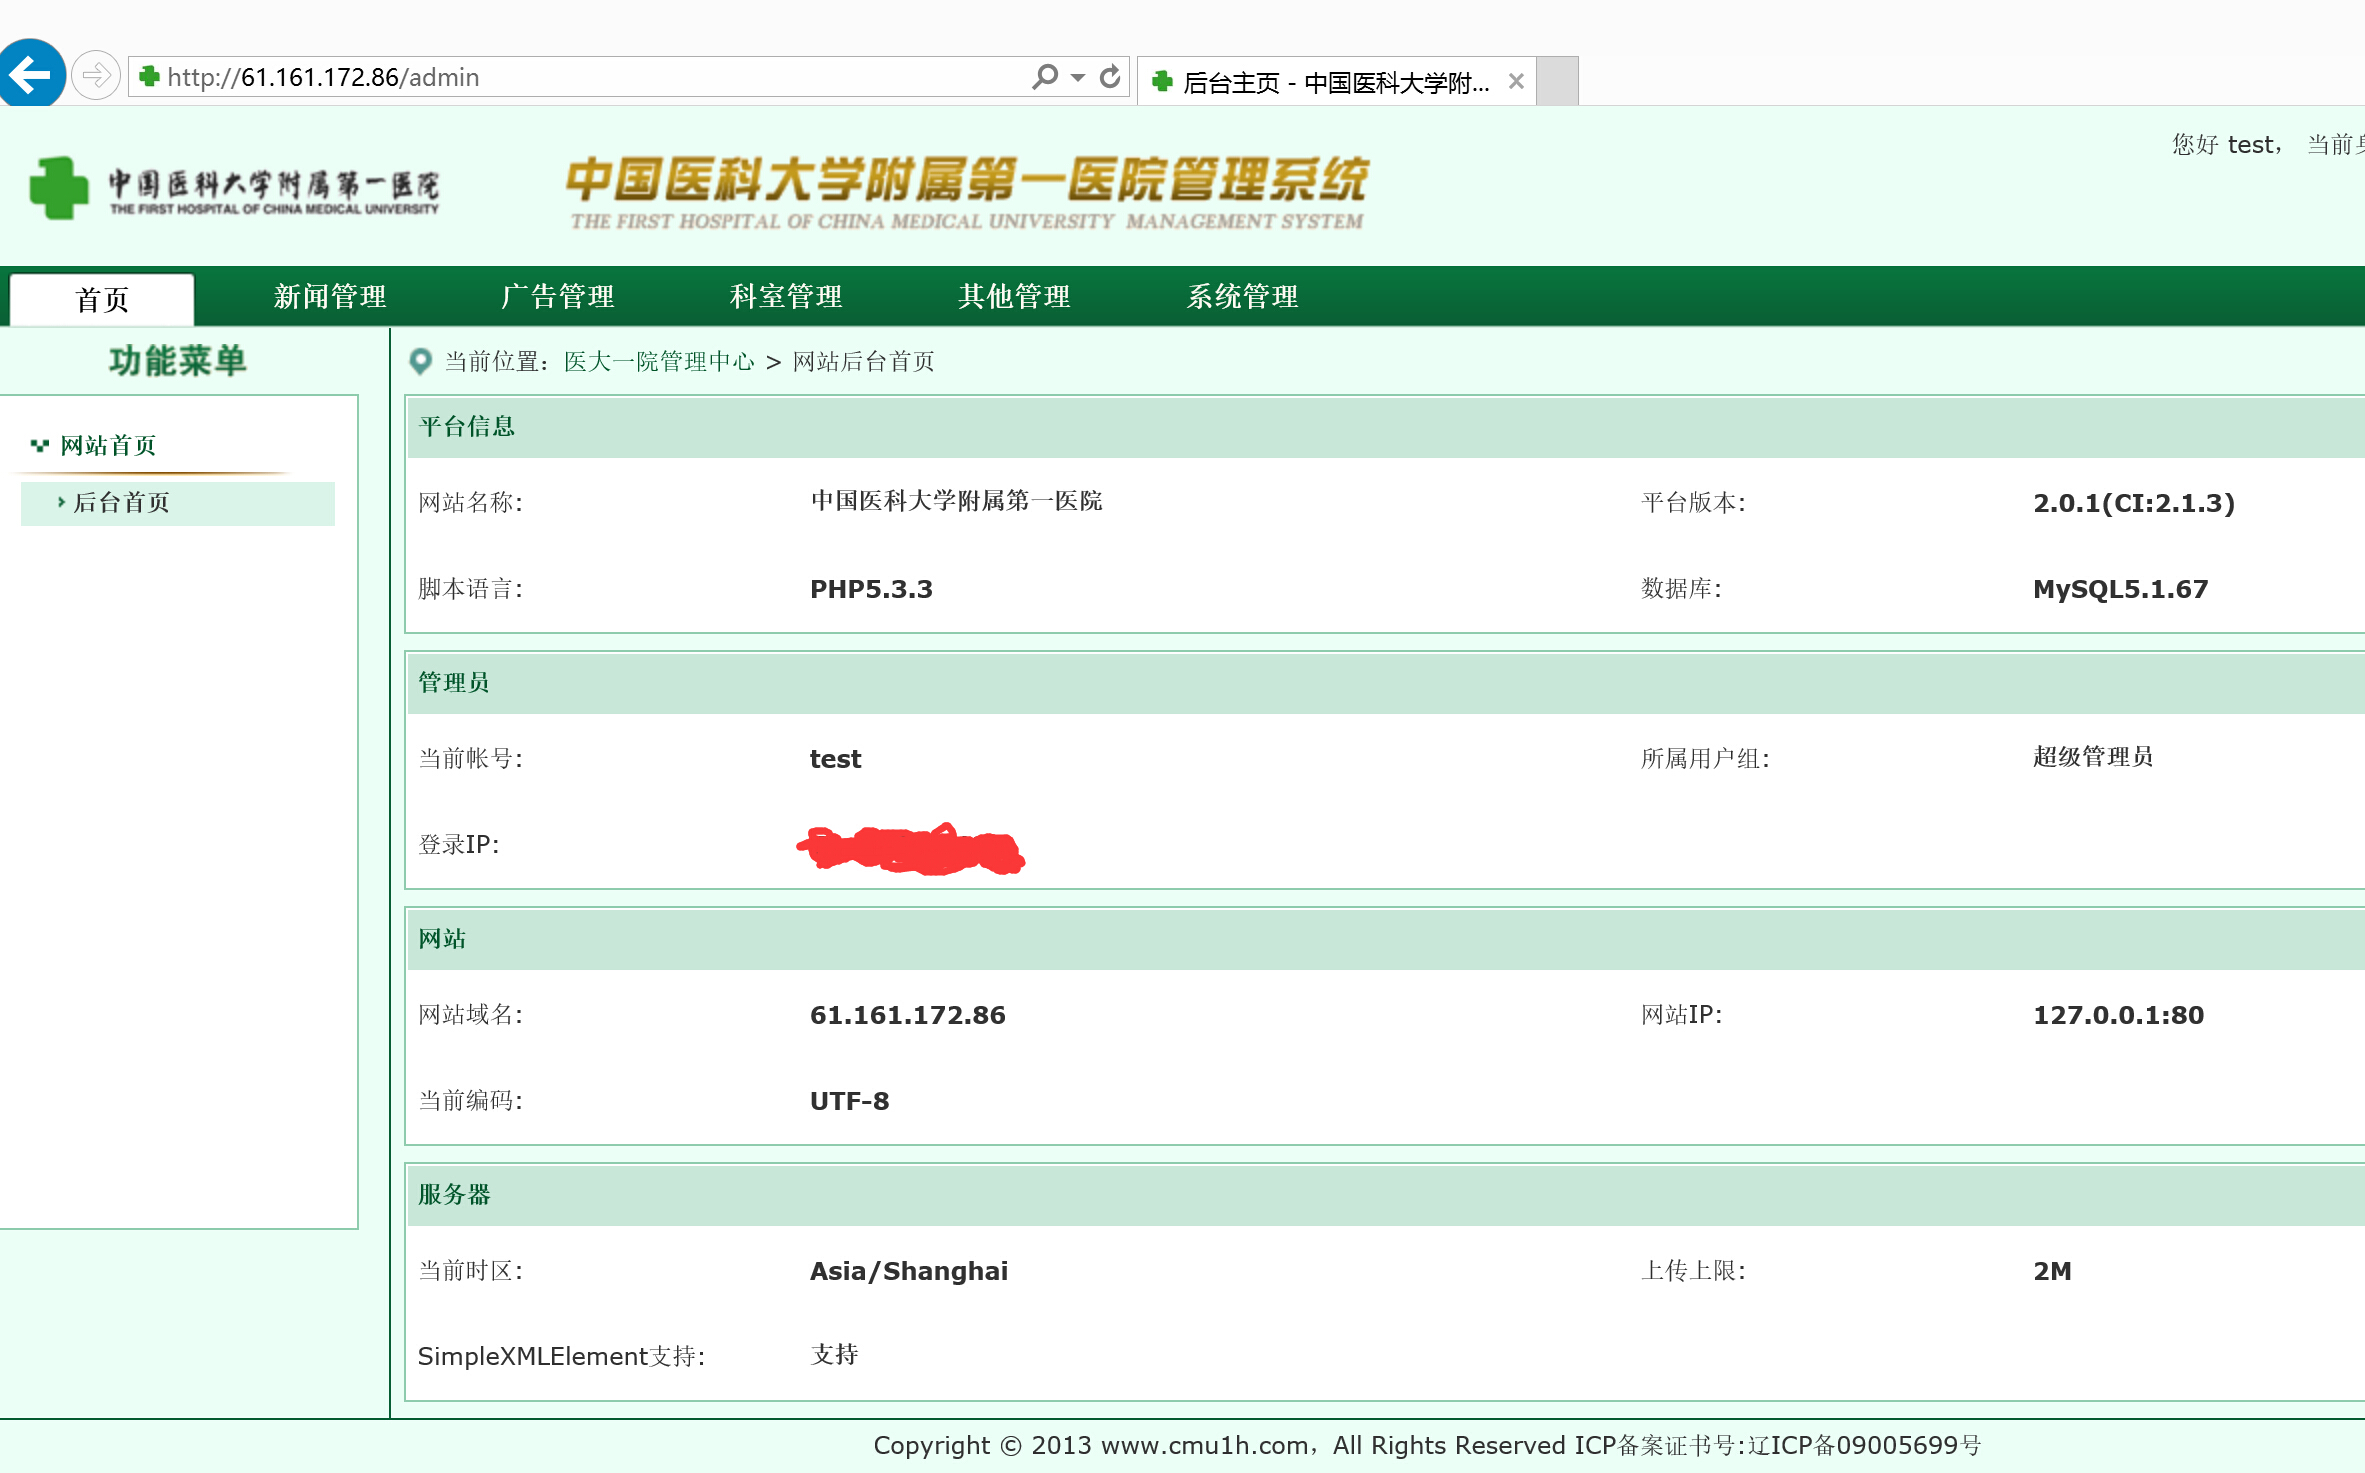 http://61.161.172.86/admin
后台主页 - 中国医科大学附...
您好 test， 当前
中国医科大学附属第一医院
THE FIRST HOSPITAL OF CHINA MEDICAL UNIVERSITY
中国医科大学附属第一医院管理系统
THE FIRST HOSPITAL OF CHINA MEDICAL UNIVERSITY MANAGEMENT SYSTEM
首页 新闻管理 广告管理 科室管理 其他管理 系统管理
功能菜单
网站首页
后台首页
当前位置：医大一院管理中心 > 网站后台首页
平台信息
网站名称: 中国医科大学附属第一医院 平台版本: 2.0.1(CI:2.1.3)
脚本语言: PHP5.3.3 数据库: MySQL5.1.67
管理员
当前帐号: test 所属用户组: 超级管理员
登录IP:
网站
网站域名: 61.161.172.86 网站IP: 127.0.0.1:80
当前编码: UTF-8
服务器
当前时区: Asia/Shanghai 上传上限: 2M
SimpleXMLElement支持: 支持
Copyright © 2013 www.cmu1h.com，All Rights Reserved ICP备案证书号:辽ICP备09005699号